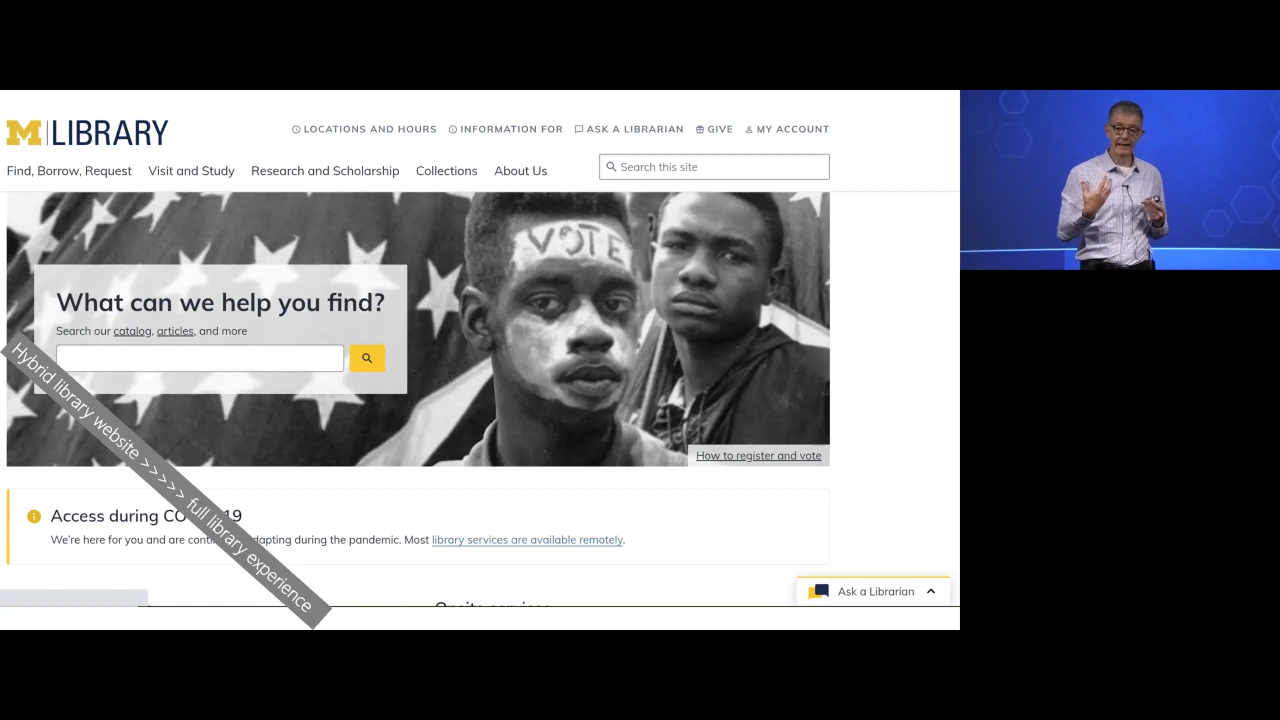 M LIBRARY
LOCATIONS AND HOURS
INFORMATION FOR
ASK A LIBRARIAN
GIVE
MY ACCOUNT
Find, Borrow, Request
Visit and Study
Research and Scholarship
Collections
About Us
Search this site
VOTE
What can we help you find?
Search our catalog, articles, and more
How to register and vote
Hybrid library website >>>>> full library experience
Access during CO 19
We're here for you and are conti dapting during the pandemic. Most library services are available remotely.
Onsite services
Ask a Librarian